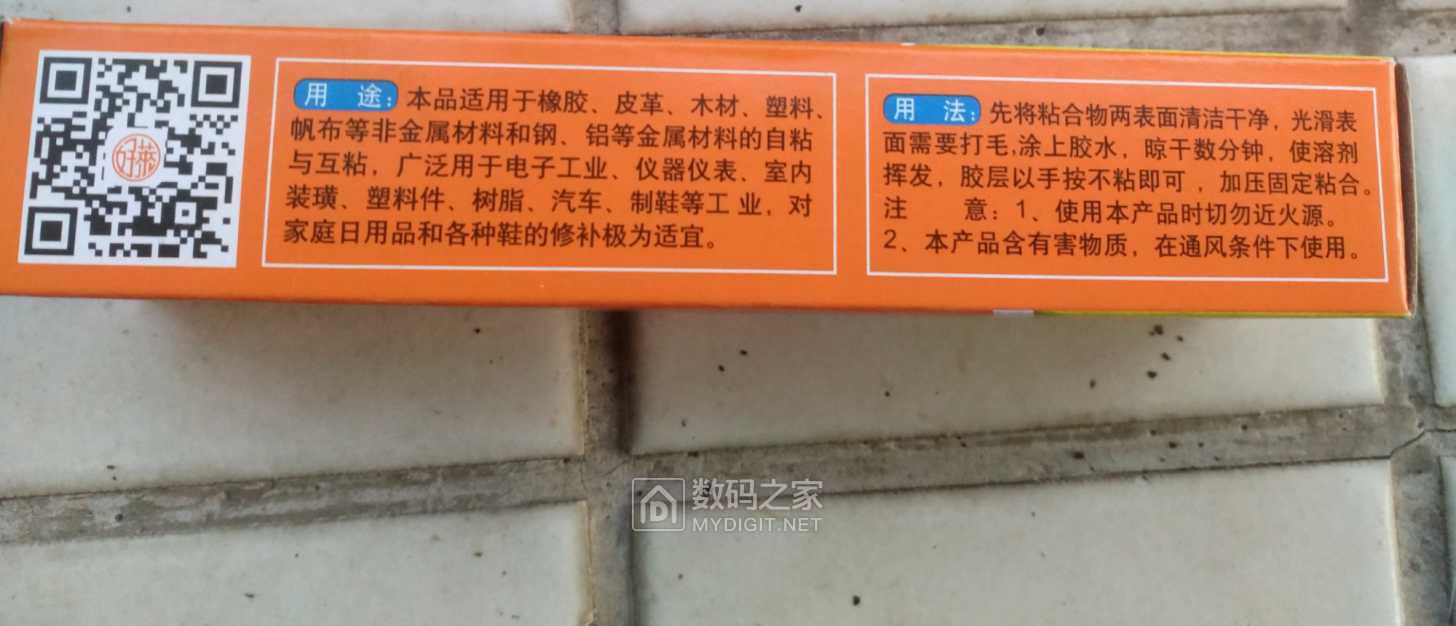 好莱
用 途：本品适用于橡胶、皮革、木材、塑料、
帆布等非金属材料和钢、铝等金属材料的自粘
与互粘，广泛用于电子工业、仪器仪表、室内
装璜、塑料件、树脂、汽车、制鞋等工业，对
家庭日用品和各种鞋的修补极为适宜。
用 法：先将粘合物两表面清洁干净，光滑表
面需要打毛,涂上胶水，晾干数分钟，使溶剂
挥发，胶层以手按不粘即可，加压固定粘合。
注 意：1、使用本产品时切勿近火源。
2、本产品含有害物质，在通风条件下使用。
数码之家
MYDIGIT.NET